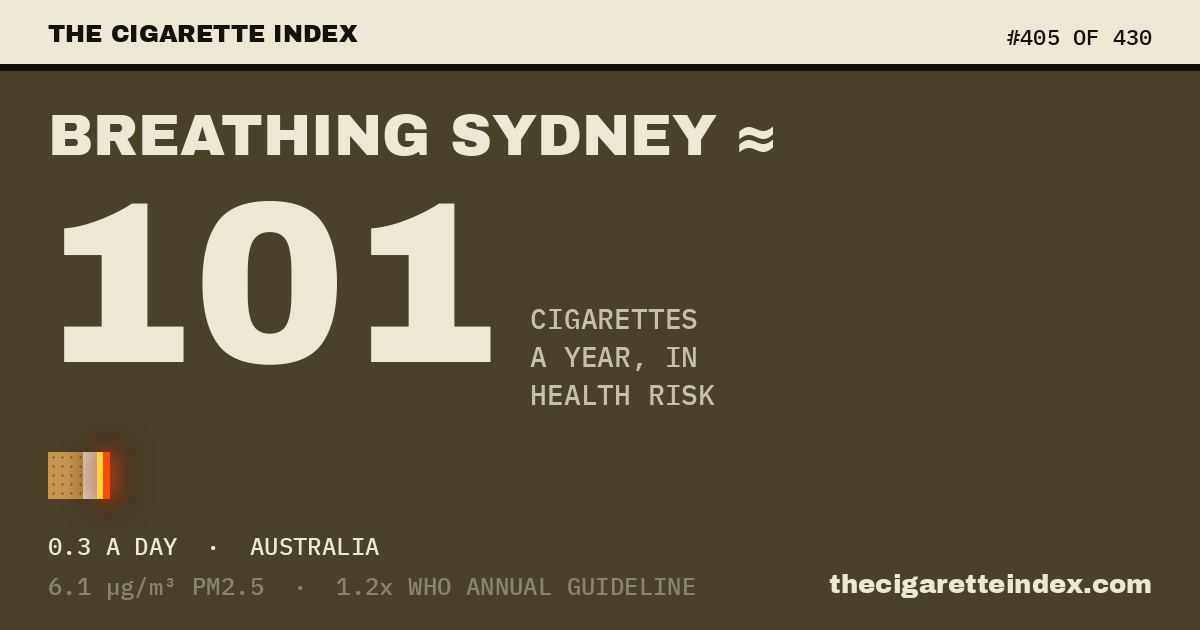 THE CIGARETTE INDEX
#405 OF 430
BREATHING SYDNEY ≈
101
CIGARETTES
A YEAR, IN
HEALTH RISK
0.3 A DAY · AUSTRALIA
6.1 µg/m³ PM2.5 · 1.2x WHO ANNUAL GUIDELINE
thecigaretteindex.com